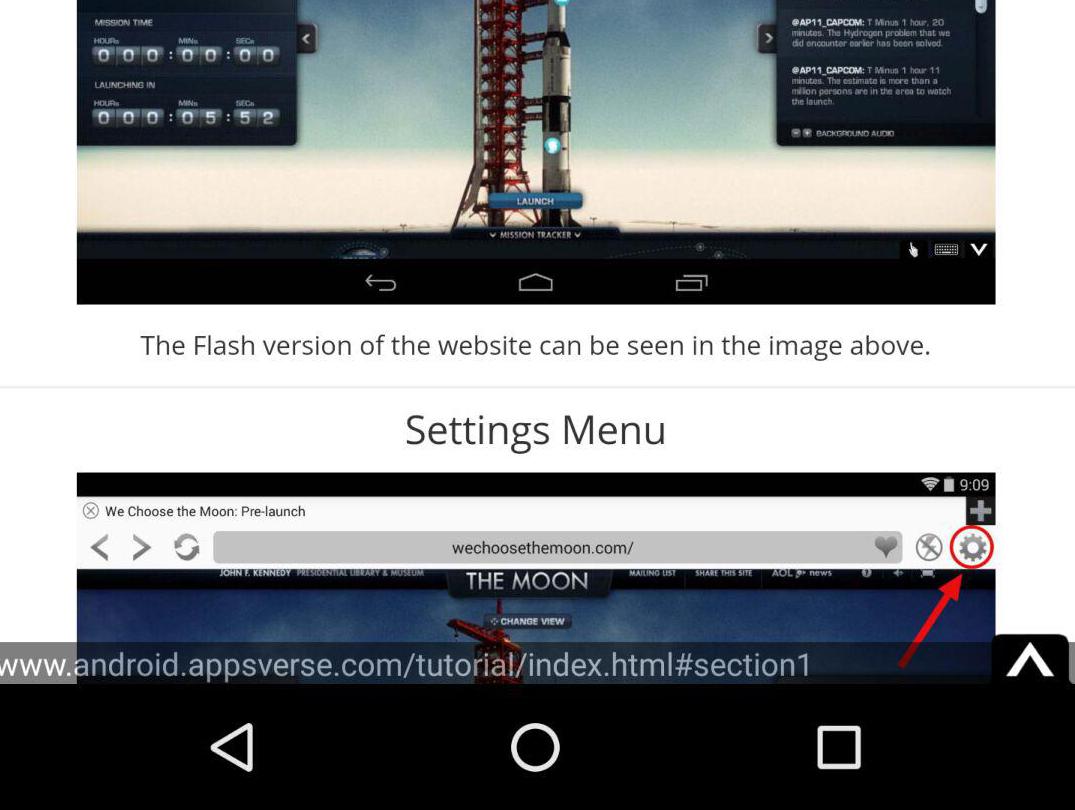 MISSION TIME
@AP11_CAPCOM: T Minus 1 hour, 20
minutes. The Hydrogen problem that we
did encounter earlier has been solved.
HOURs MINs SECs
0 0 0 : 0 0 : 0 0
@AP11_CAPCOM: T Minus 1 hour 11
minutes. The estimate is more than a
million persons are in the area to watch
the launch.
LAUNCHING IN
HOURs MINs SECs
0 0 0 : 0 5 : 5 2
BACKGROUND AUDIO
LAUNCH
MISSION TRACKER
The Flash version of the website can be seen in the image above.
Settings Menu
9:09
We Choose the Moon: Pre-launch
wechoosethemoon.com/
JOHN F. KENNEDY PRESIDENTIAL LIBRARY & MUSEUM
THE MOON
MAILING LIST SHARE THIS SITE AOL news
CHANGE VIEW
www.android.appsverse.com/tutorial/index.html#section1